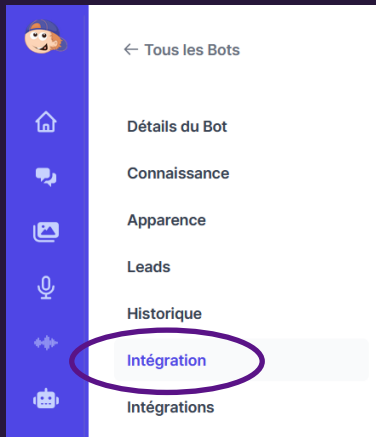 ← Tous les Bots
Détails du Bot
Connaissance
Apparence
Leads
Historique
Intégration
Intégrations